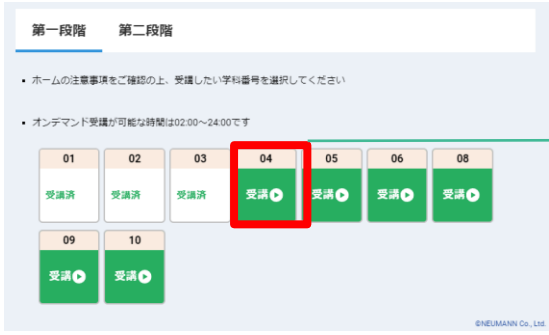 第一段階 第二段階
• ホームの注意事項をご確認の上、受講したい学科番号を選択してください
• オンデマンド受講が可能な時間は02:00～24:00です
01 02 03 04 05 06 08
受講済 受講済 受講済 受講 受講 受講 受講
09 10
受講 受講
©NEUMANN Co., Ltd.